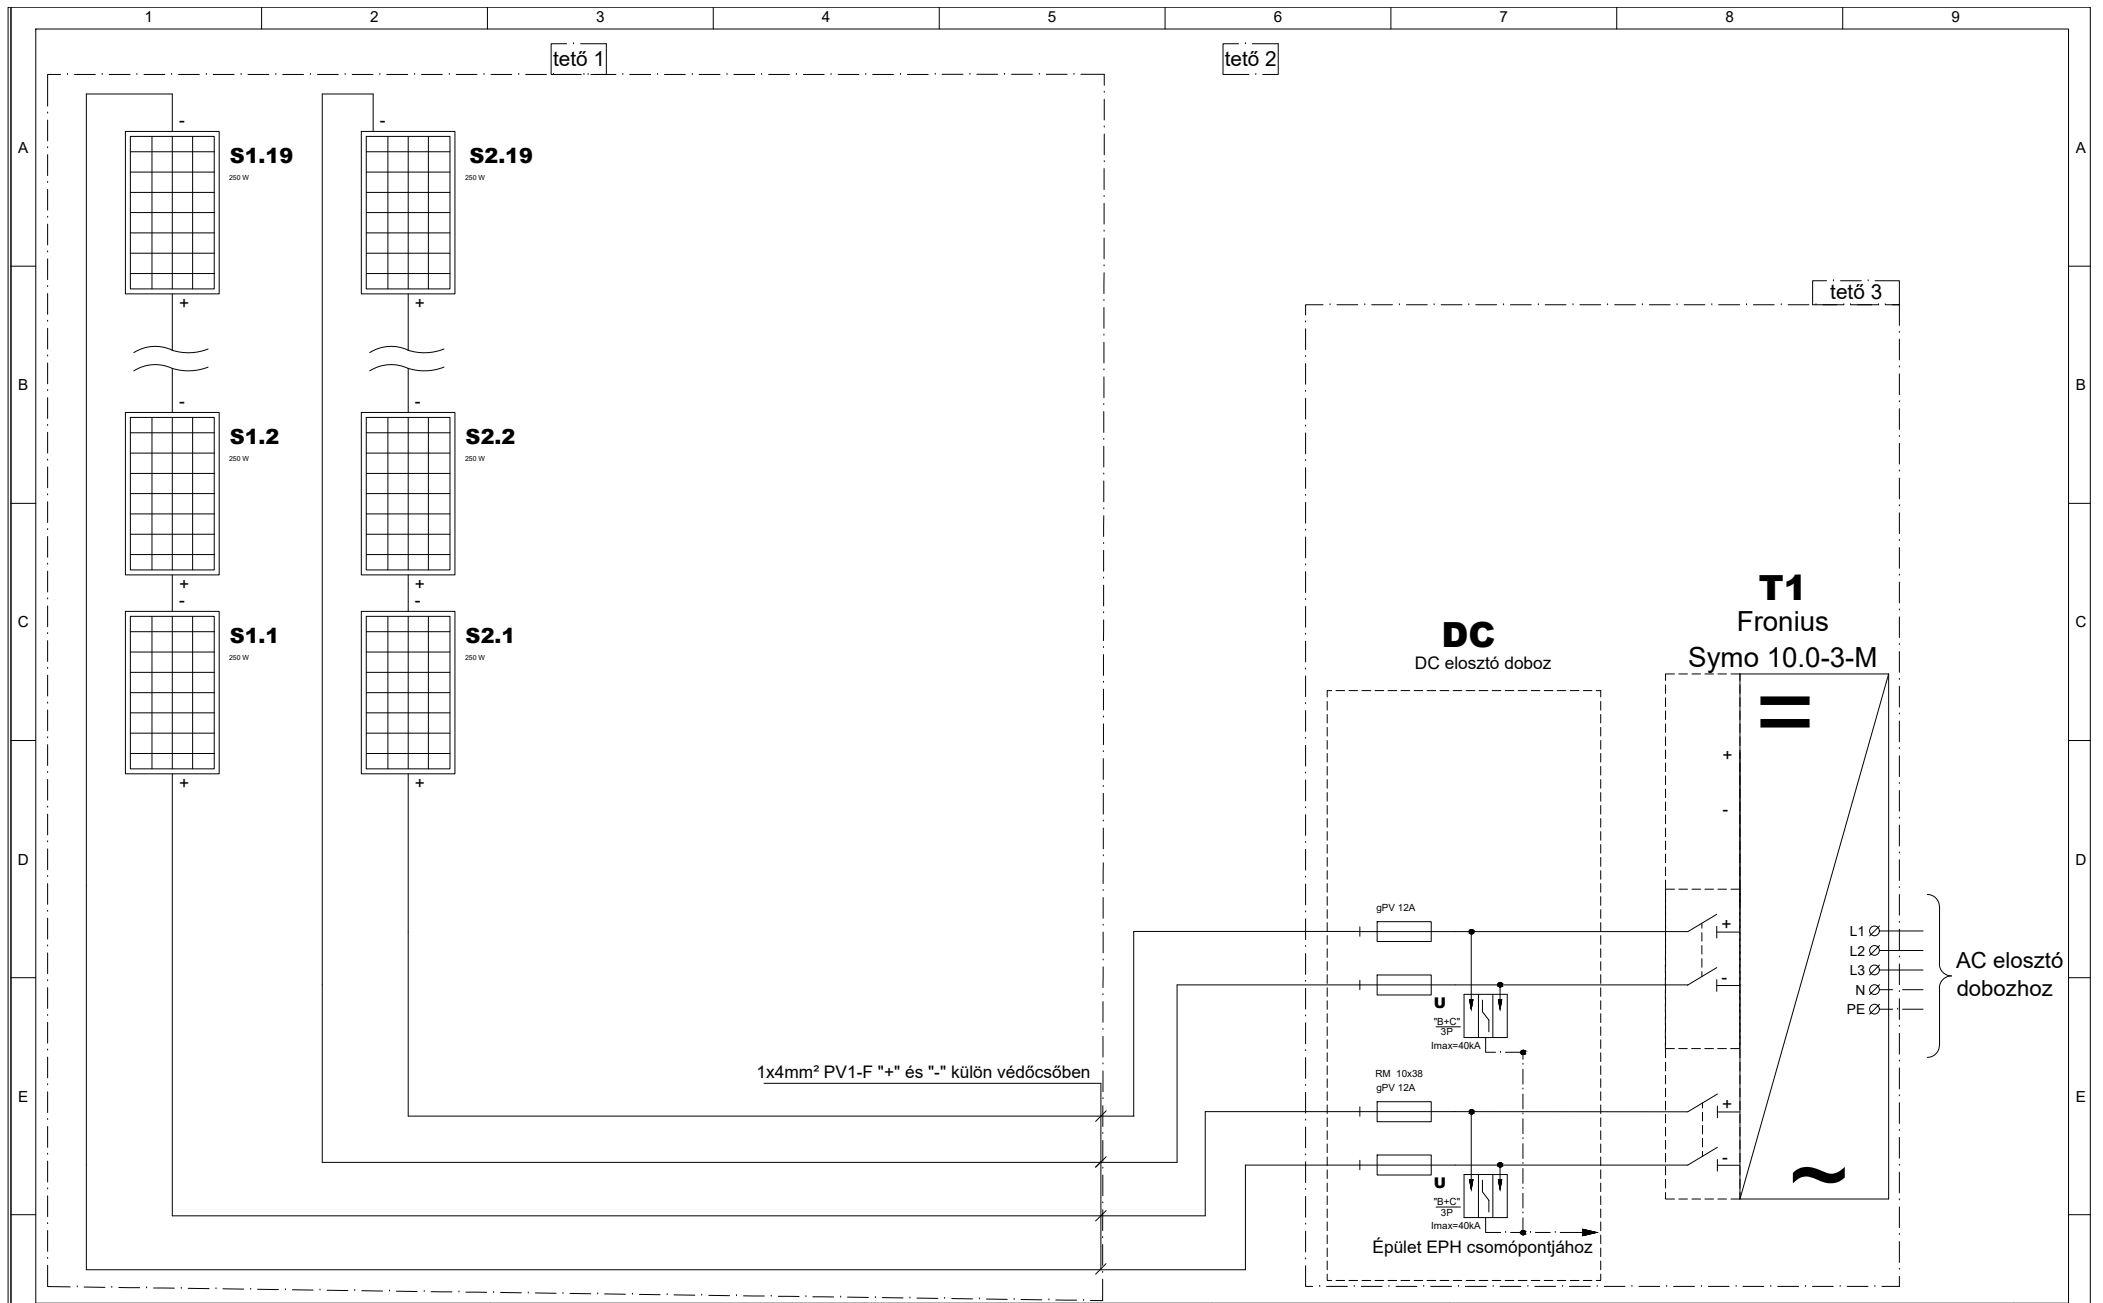 1 2 3 4 5 6 7 8 9
tető 1
tető 2
A
-
-
S1.19
250 W
S2.19
250 W
A
+
+
tető 3
B
-
-
S1.2
250 W
S2.2
250 W
B
+
+
-
-
C
S1.1
250 W
S2.1
250 W
DC
DC elosztó doboz
T1
Fronius
Symo 10.0-3-M
C
=
+
+
+
-
D
D
gPV 12A
+
-
L1
L2
L3
N
PE
AC elosztó
dobozhoz
U
"B+C"
3P
Imax=40kA
1x4mm² PV1-F "+" és "-" külön védőcsőben
E
RM 10x38
gPV 12A
+
-
E
U
"B+C"
3P
Imax=40kA
~
Épület EPH csomópontjához